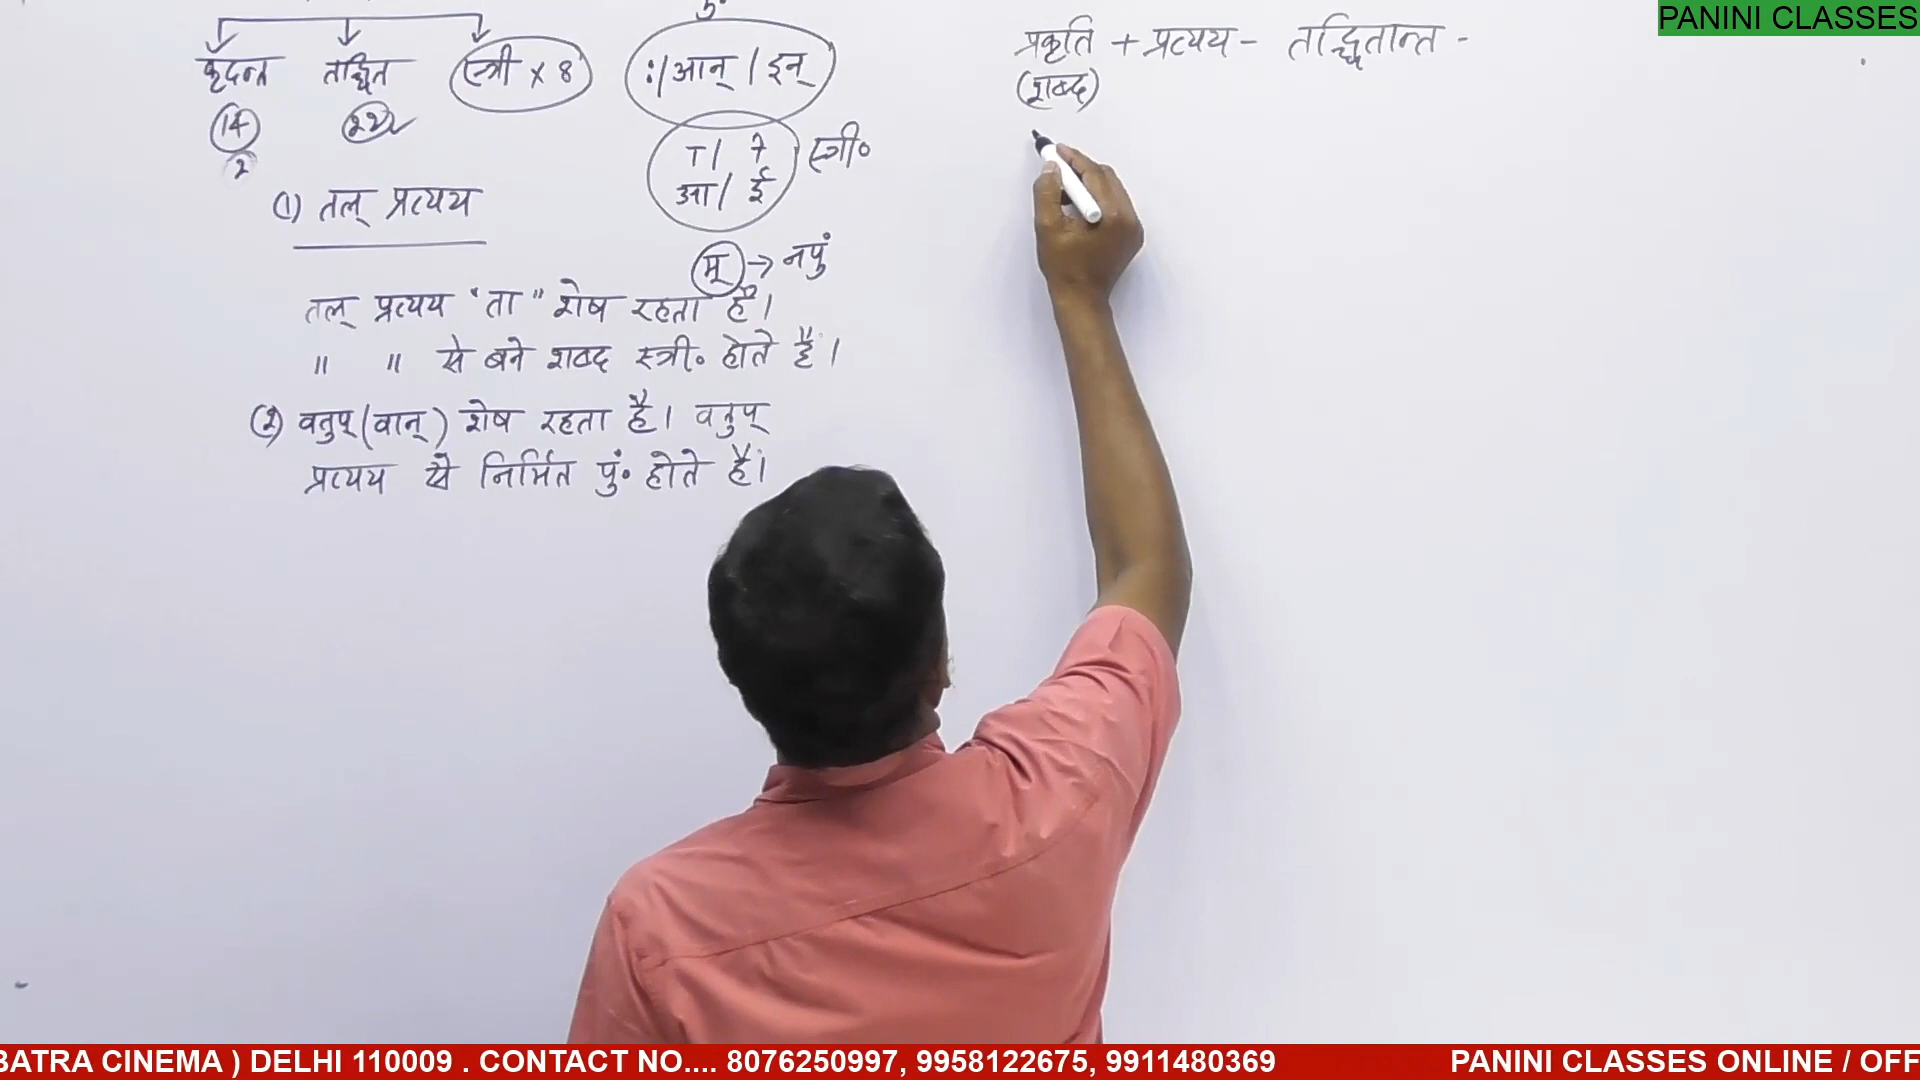 PANINI CLASSES
कृदन्त तद्धित स्त्री x 8 :/आन् / इन्
14
2
ा / ी स्त्री॰
आ / ई
म् → नपुं
(1) तल् प्रत्यय
तल् प्रत्यय "ता" शेष रहता है।
" " से बने शब्द स्त्री॰ होते हैं।
(2) वतुप् (वान्) शेष रहता है। वतुप्
प्रत्यय से निर्मित पुं॰ होते हैं।
प्रकृति + प्रत्यय - तद्धितान्त -
(शब्द)
BATRA CINEMA ) DELHI 110009 . CONTACT NO.... 8076250997, 9958122675, 9911480369 PANINI CLASSES ONLINE / OFF